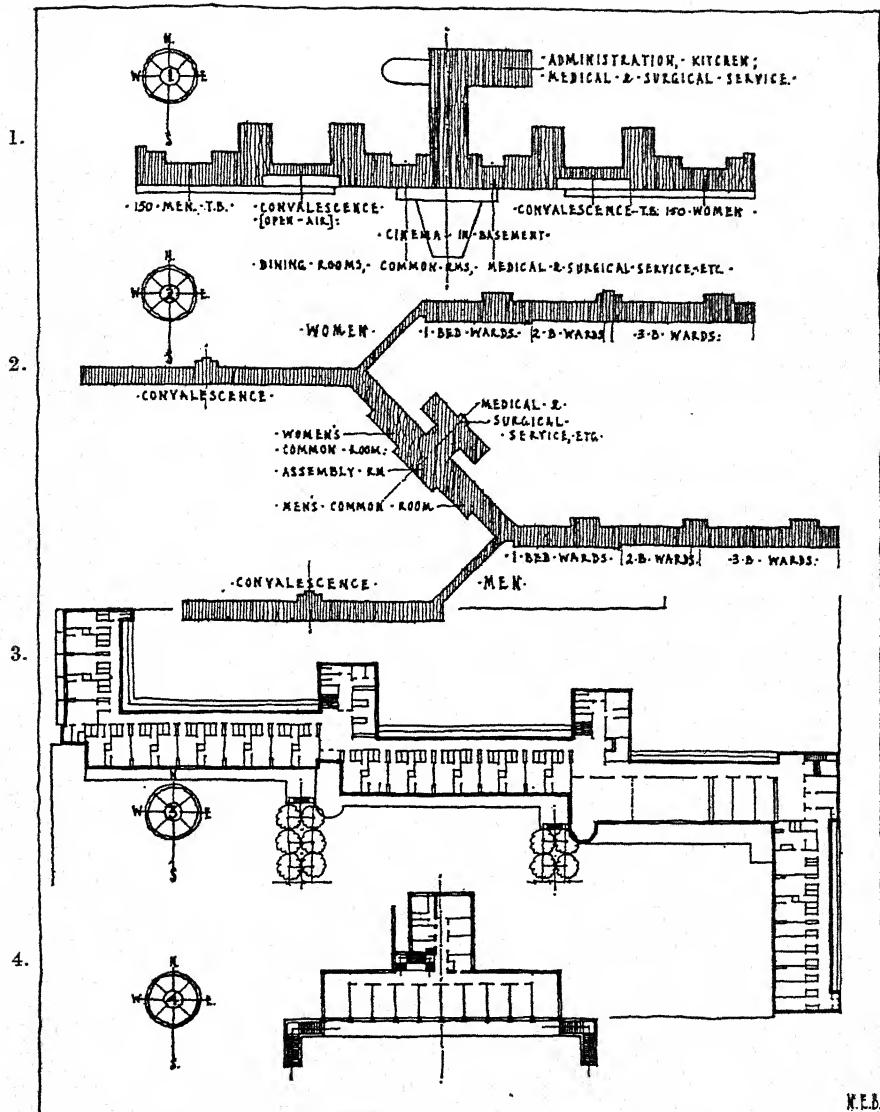 N.
W 1 E.
S
1.
·ADMINISTRATION,·KITCHEN;
·MEDICAL·&·SURGICAL·SERVICE.·
·150·MEN.·T.B.·
·CONVALESCENCE·
·[OPEN-AIR]:·
·CONVALESCENCE-T.B. 150·WOMEN·
·CINEMA·IN·BASEMENT·
·DINING·ROOMS,·COMMON·RMS,·MEDICAL·&·SURGICAL·SERVICE,·ETC·
N.
W 2 E.
S
2.
·WOMEN·
·1·BED·WARDS· 2·B·WARDS ·3·B·WARDS:
·CONVALESCENCE·
·MEDICAL·&
SURGICAL·
·SERVICE, ETC.
·WOMEN'S
·COMMON·ROOM:
·ASSEMBLY·RM
·MEN'S·COMMON·ROOM
·1·BED·WARDS· 2·B·WARDS: ·3·B·WARDS:
·MEN·
·CONVALESCENCE·
3.
N
W 3 E.
S
4.
N.
W 4 E.
S.
N.E.B.